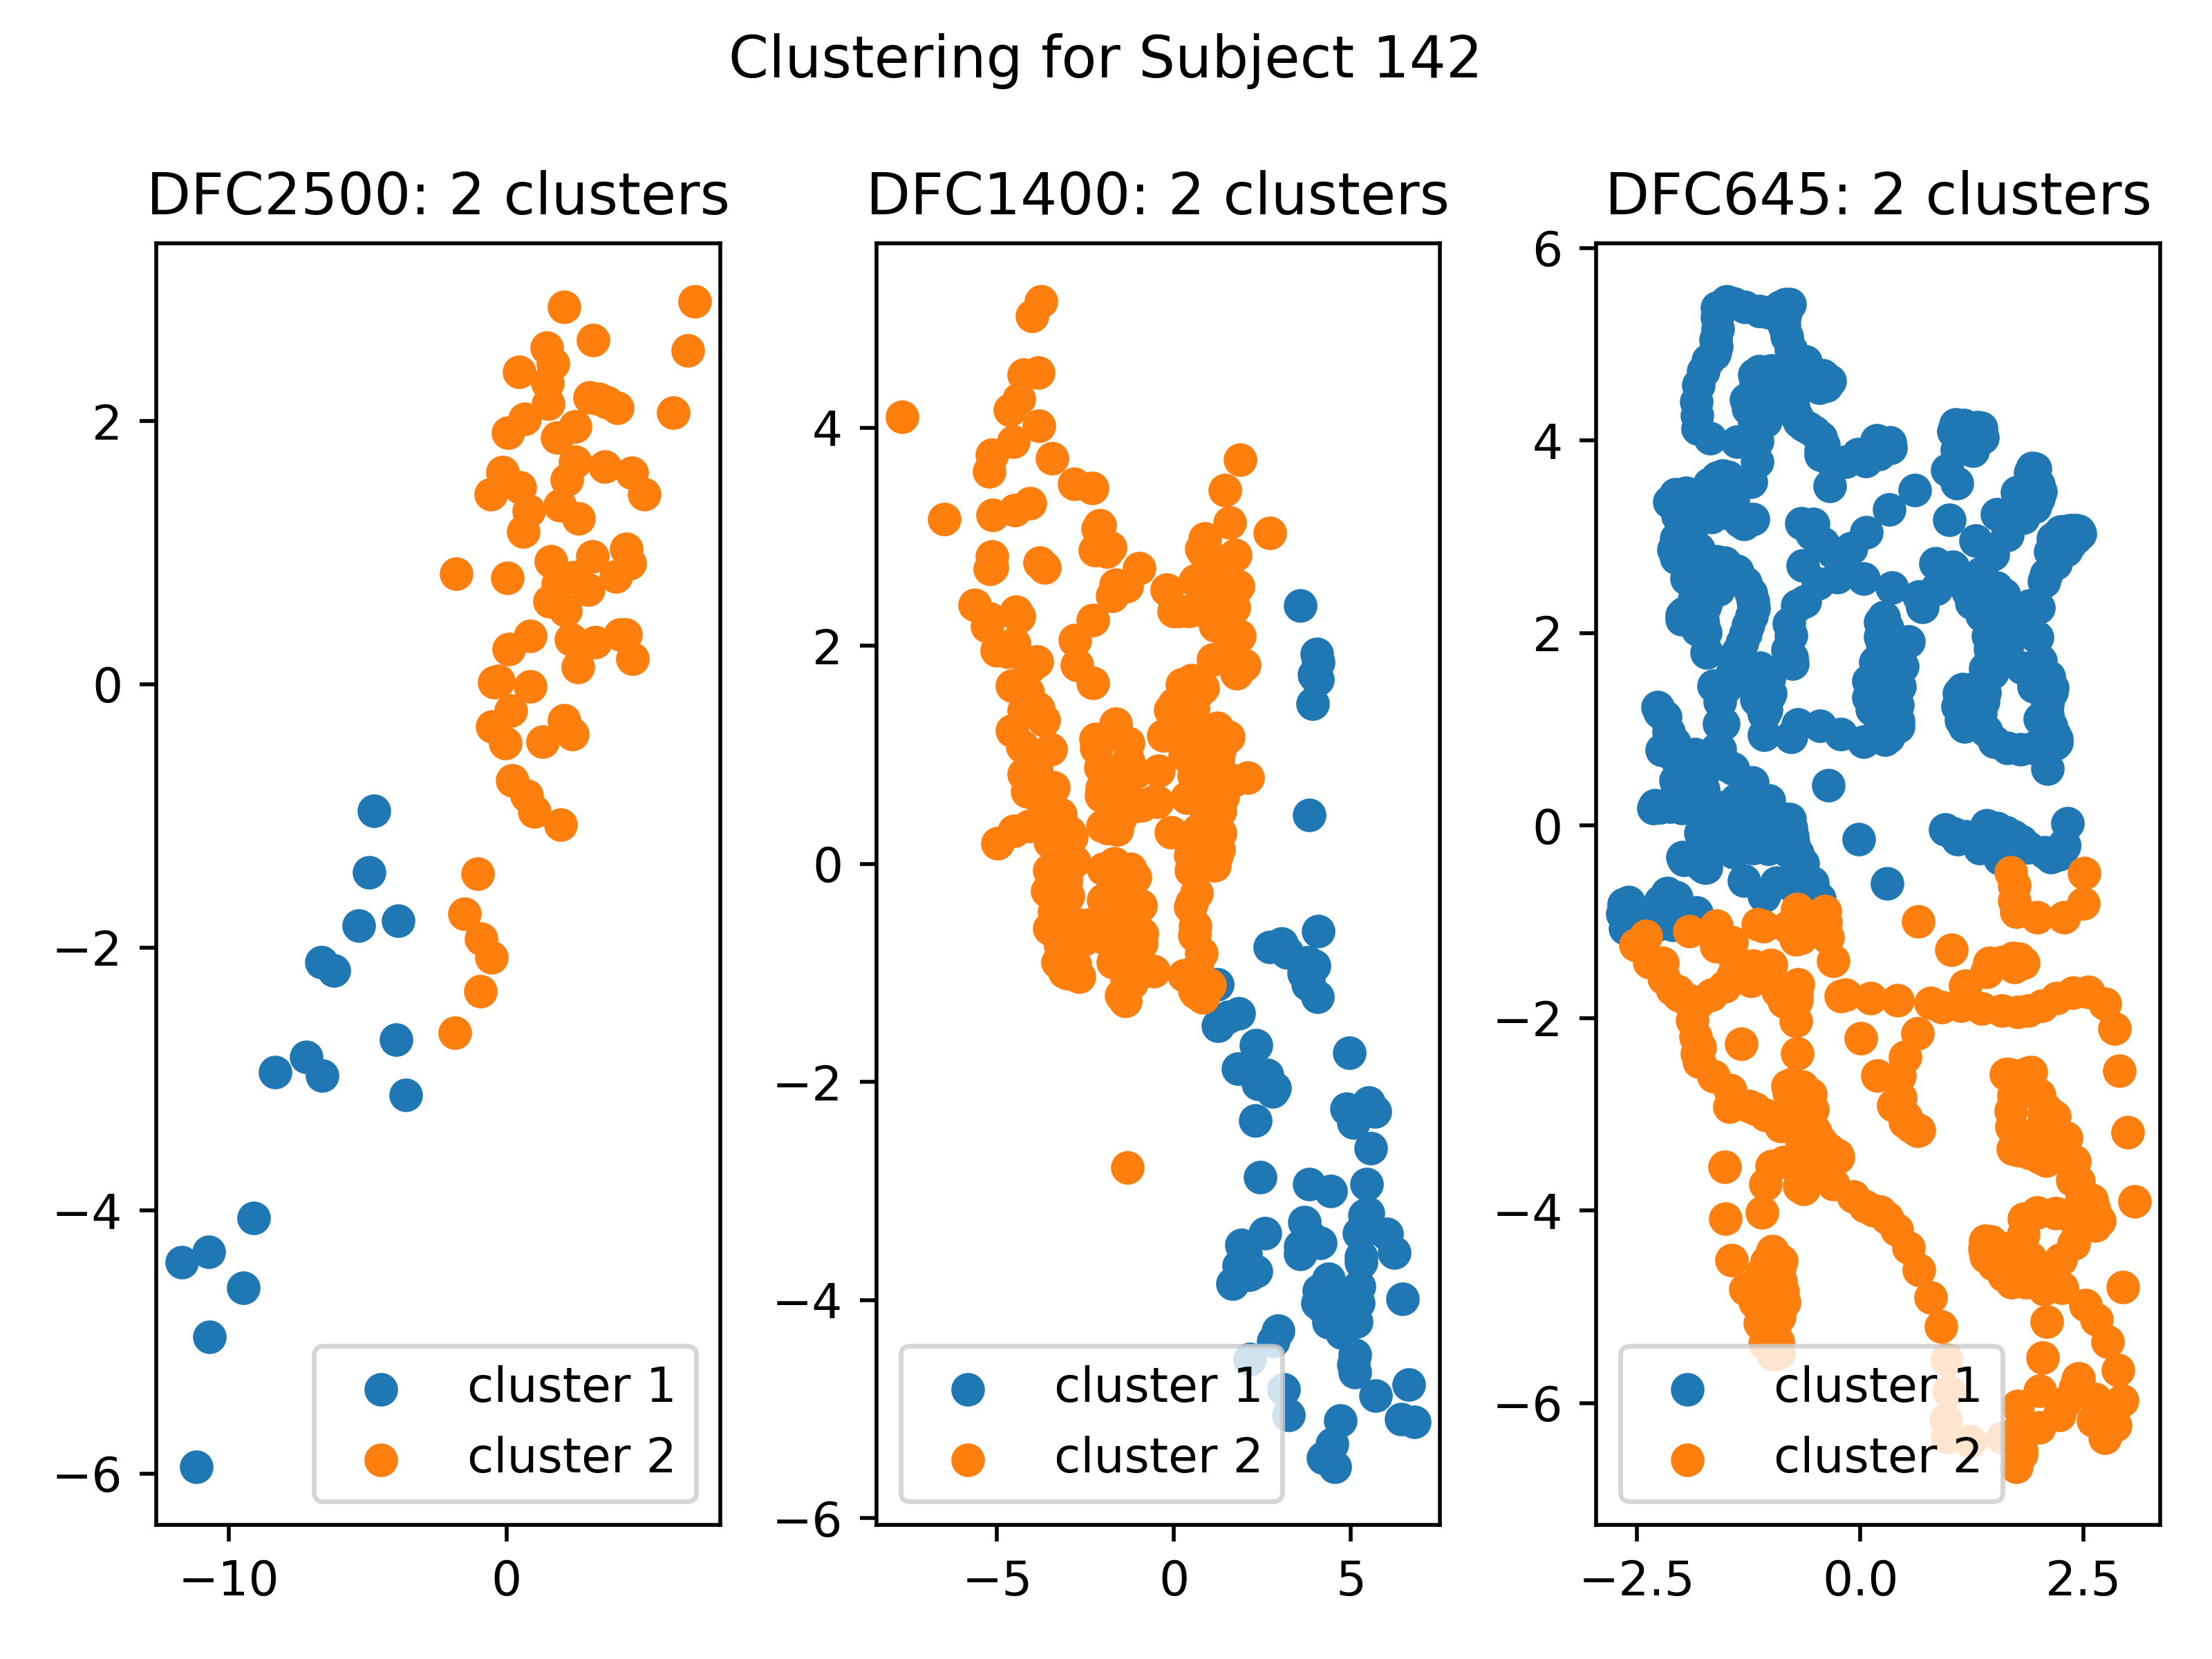 Clustering for Subject 142
DFC2500: 2 clusters
2
0
−2
−4
−6
−10
0
cluster 1
cluster 2
DFC1400: 2 clusters
4
2
0
−2
−4
−6
−5
0
5
cluster 1
cluster 2
DFC645: 2 clusters
6
4
2
0
−2
−4
−6
−2.5
0.0
2.5
cluster 1
cluster 2